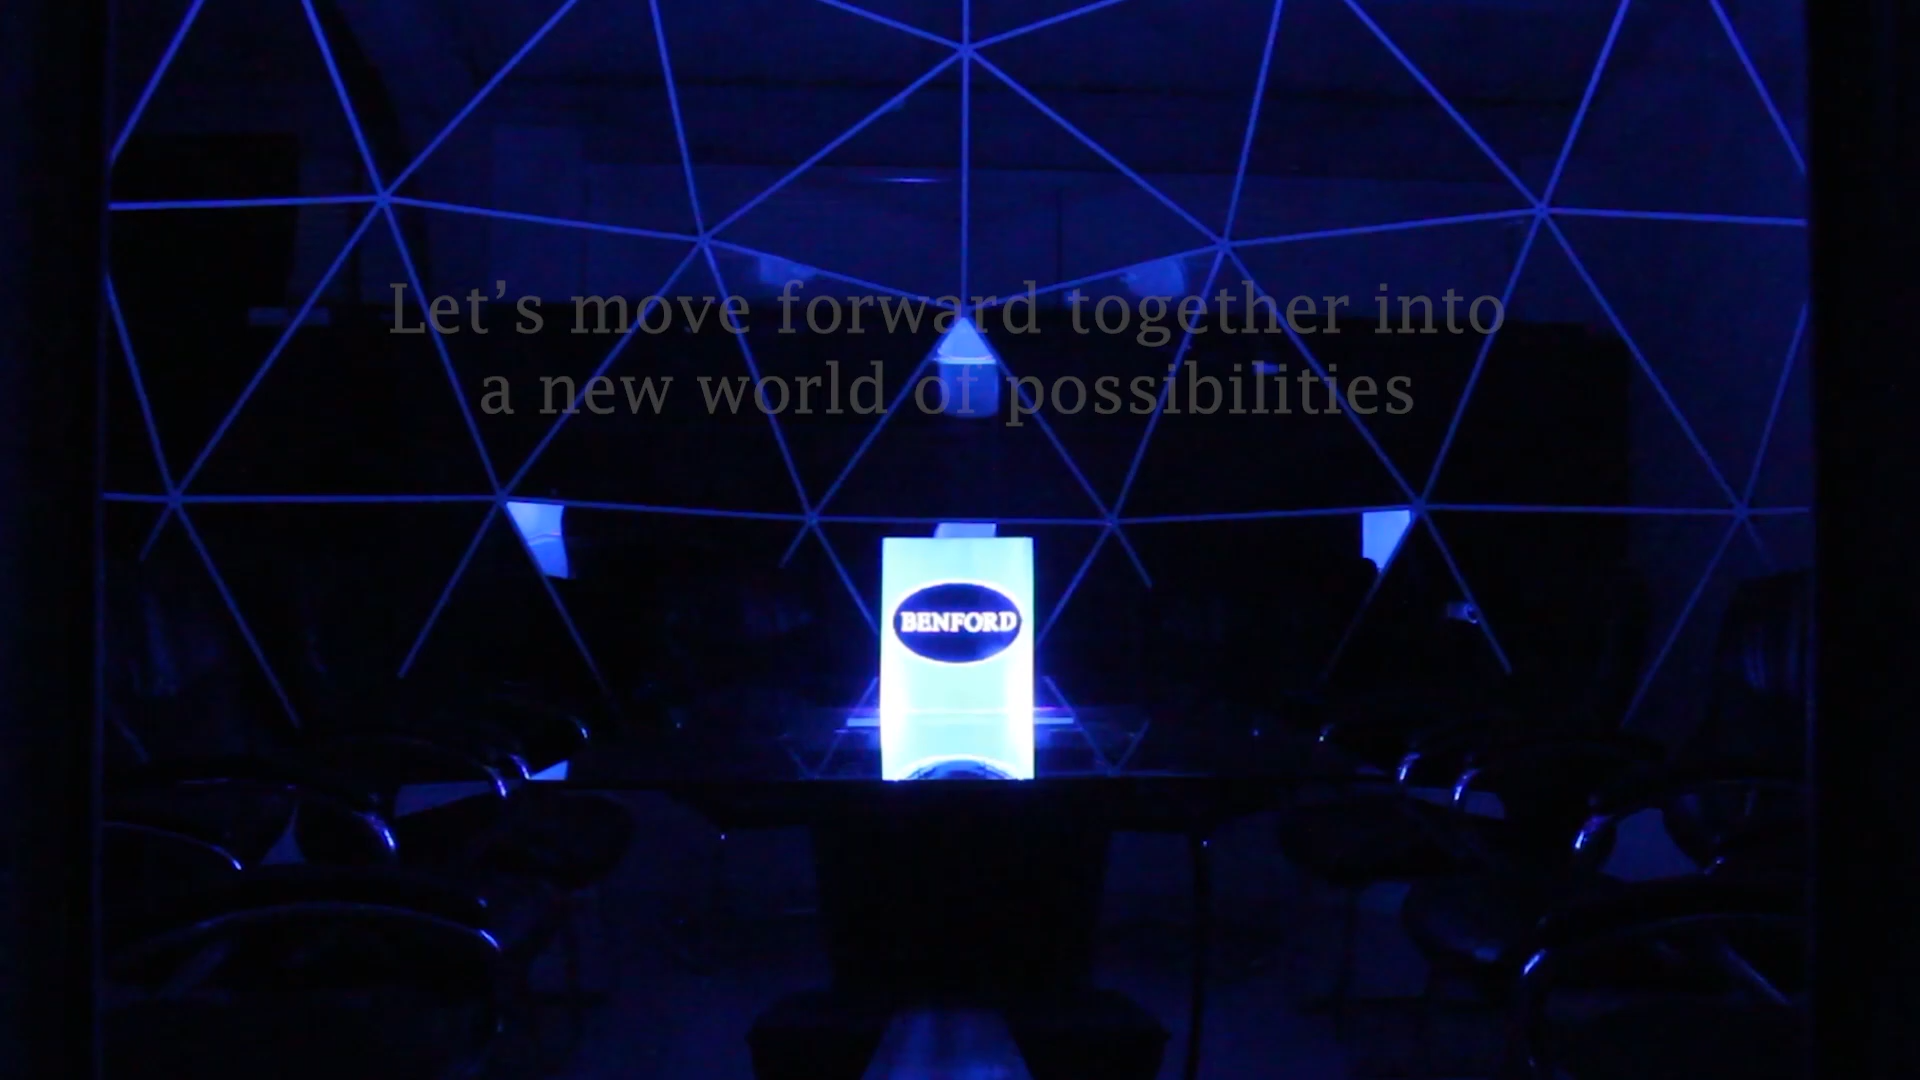 Let’s move forward together into
a new world of possibilities
BENFORD